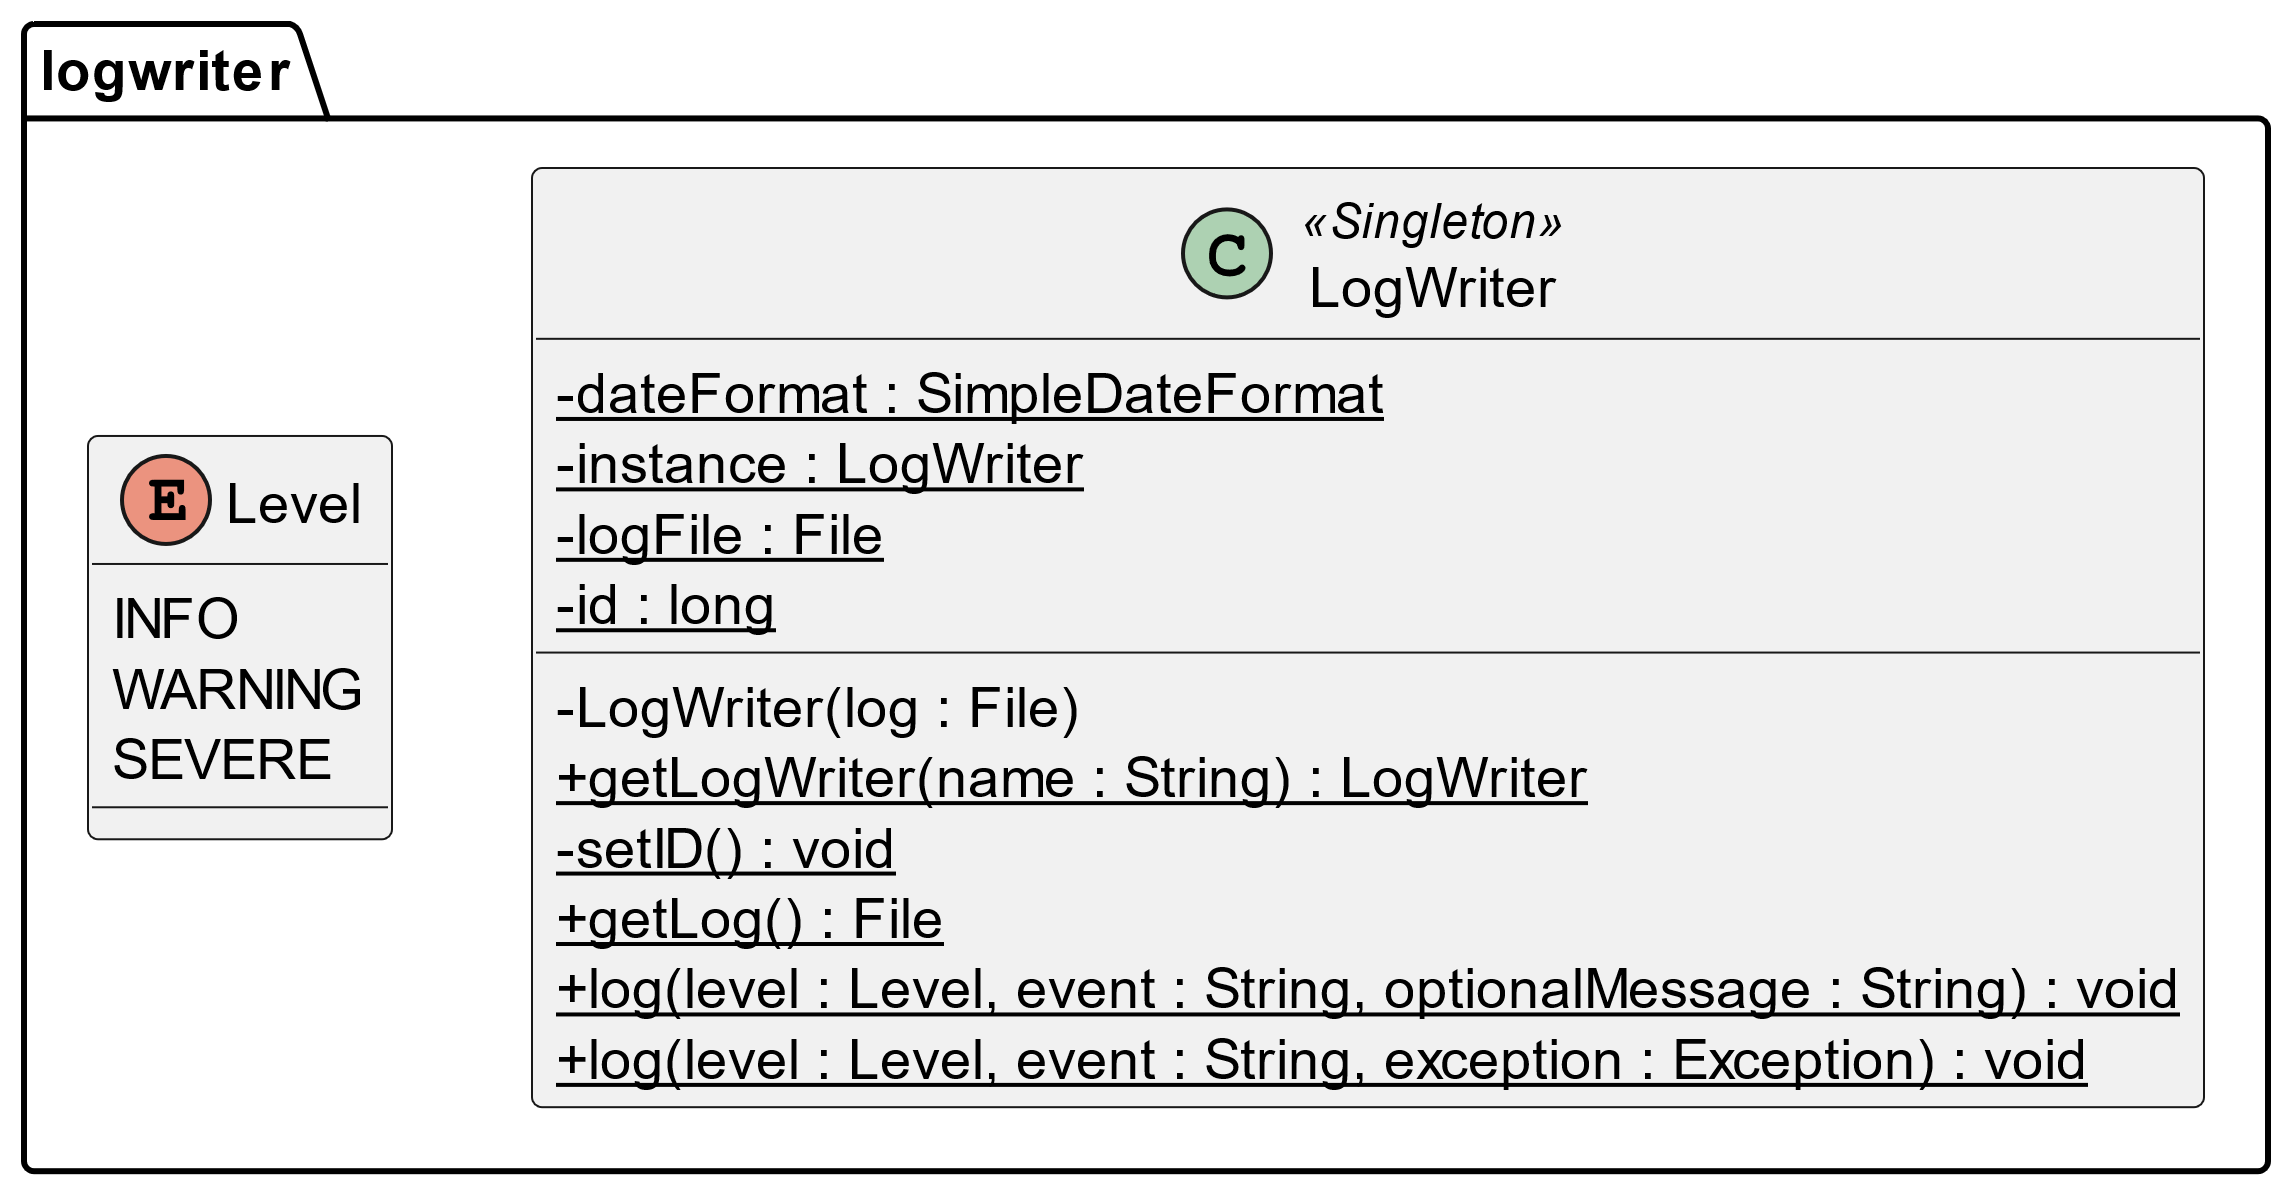 logwriter
E Level
INFO
WARNING
SEVERE
C «Singleton»
LogWriter
-dateFormat : SimpleDateFormat
-instance : LogWriter
-logFile : File
-id : long
-LogWriter(log : File)
+getLogWriter(name : String) : LogWriter
-setID() : void
+getLog() : File
+log(level : Level, event : String, optionalMessage : String) : void
+log(level : Level, event : String, exception : Exception) : void